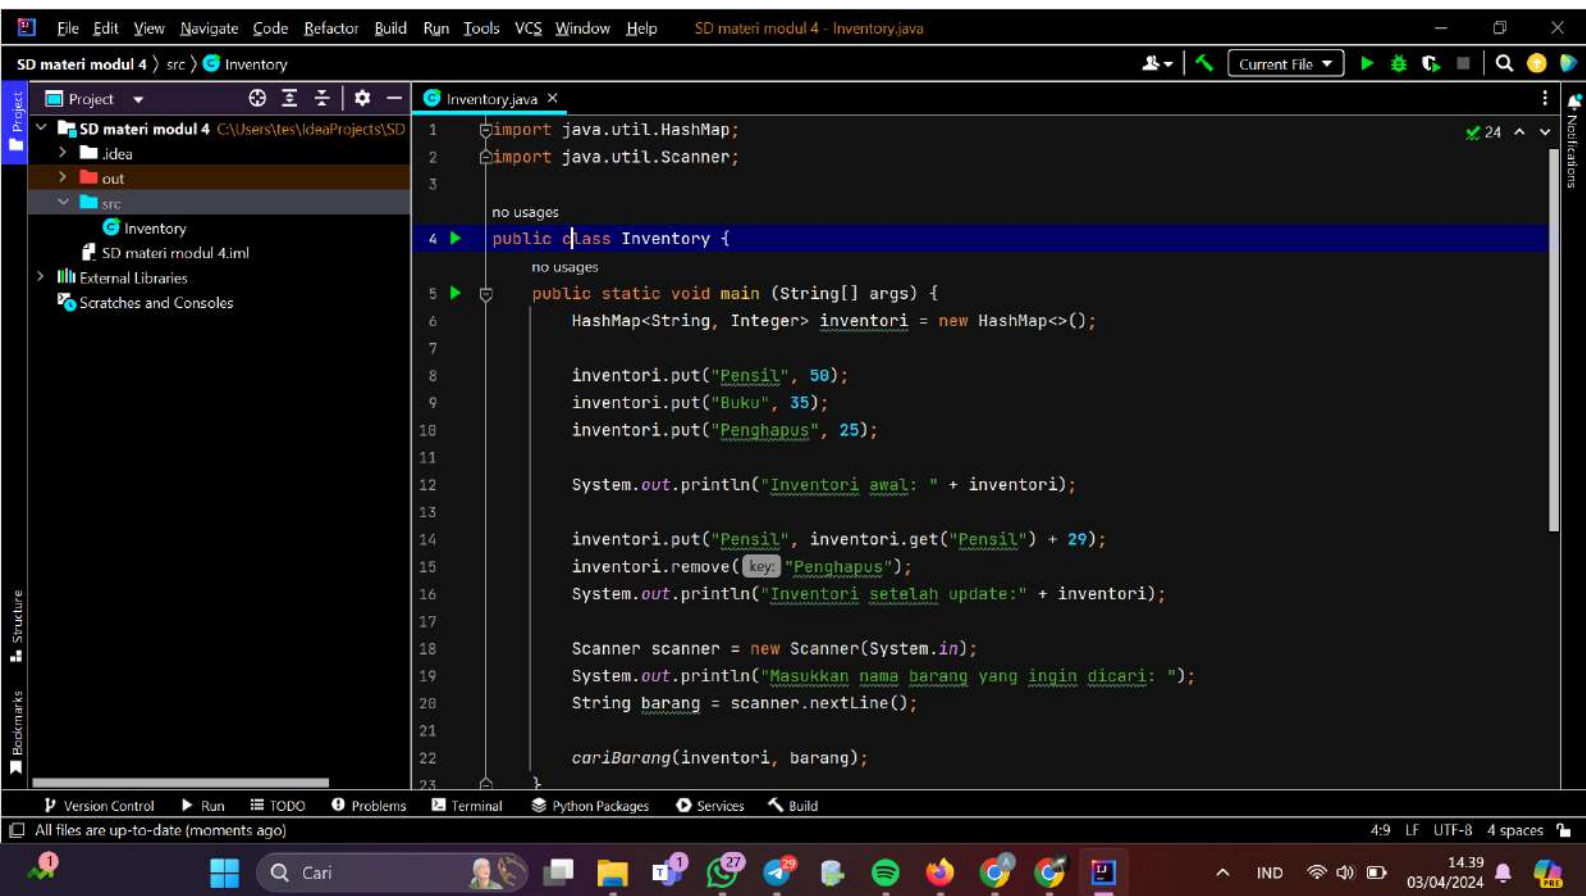 File Edit View Navigate Code Refactor Build Run Tools VCS Window Help SD materi modul 4 - Inventory.java
SD materi modul 4 〉 src 〉 Inventory
Current File
Project
Inventory.java
SD materi modul 4 C:\Users\tes\IdeaProjects\SD
.idea
out
src
Inventory
SD materi modul 4.iml
External Libraries
Scratches and Consoles
Project
Structure
Bookmarks
24
Notifications
1 import java.util.HashMap;
2 import java.util.Scanner;
3
no usages
4 public class Inventory {
no usages
5 public static void main (String[] args) {
6 HashMap<String, Integer> inventori = new HashMap<>();
7
8 inventori.put("Pensil", 50);
9 inventori.put("Buku", 35);
10 inventori.put("Penghapus", 25);
11
12 System.out.println("Inventori awal: " + inventori);
13
14 inventori.put("Pensil", inventori.get("Pensil") + 29);
15 inventori.remove( key: "Penghapus");
16 System.out.println("Inventori setelah update:" + inventori);
17
18 Scanner scanner = new Scanner(System.in);
19 System.out.println("Masukkan nama barang yang ingin dicari: ");
20 String barang = scanner.nextLine();
21
22 cariBarang(inventori, barang);
23 }
Version Control Run TODO Problems Terminal Python Packages Services Build
All files are up-to-date (moments ago)
4:9 LF UTF-8 4 spaces
1
Cari
1
27
29
IND
14.39
03/04/2024
PRE